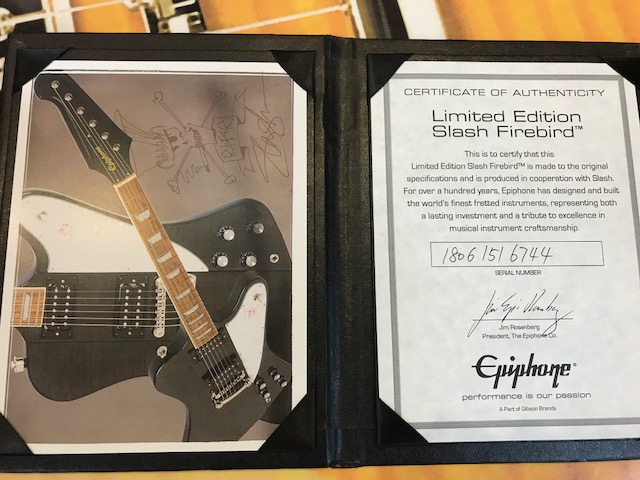 Epiphone
CERTIFICATE OF AUTHENTICITY
Limited Edition
Slash Firebird™
This is to certify that this
Limited Edition Slash Firebird™ is made to the original
specifications and is produced in cooperation with Slash.
For over a hundred years, Epiphone has designed and built
the world's finest fretted instruments, representing both
a lasting investment and a tribute to excellence in
musical instrument craftsmanship.
18061516744
SERIAL NUMBER
Jim Rosenberg
President, The Epiphone Co.
Epiphone®
performance is our passion
A Part of Gibson Brands